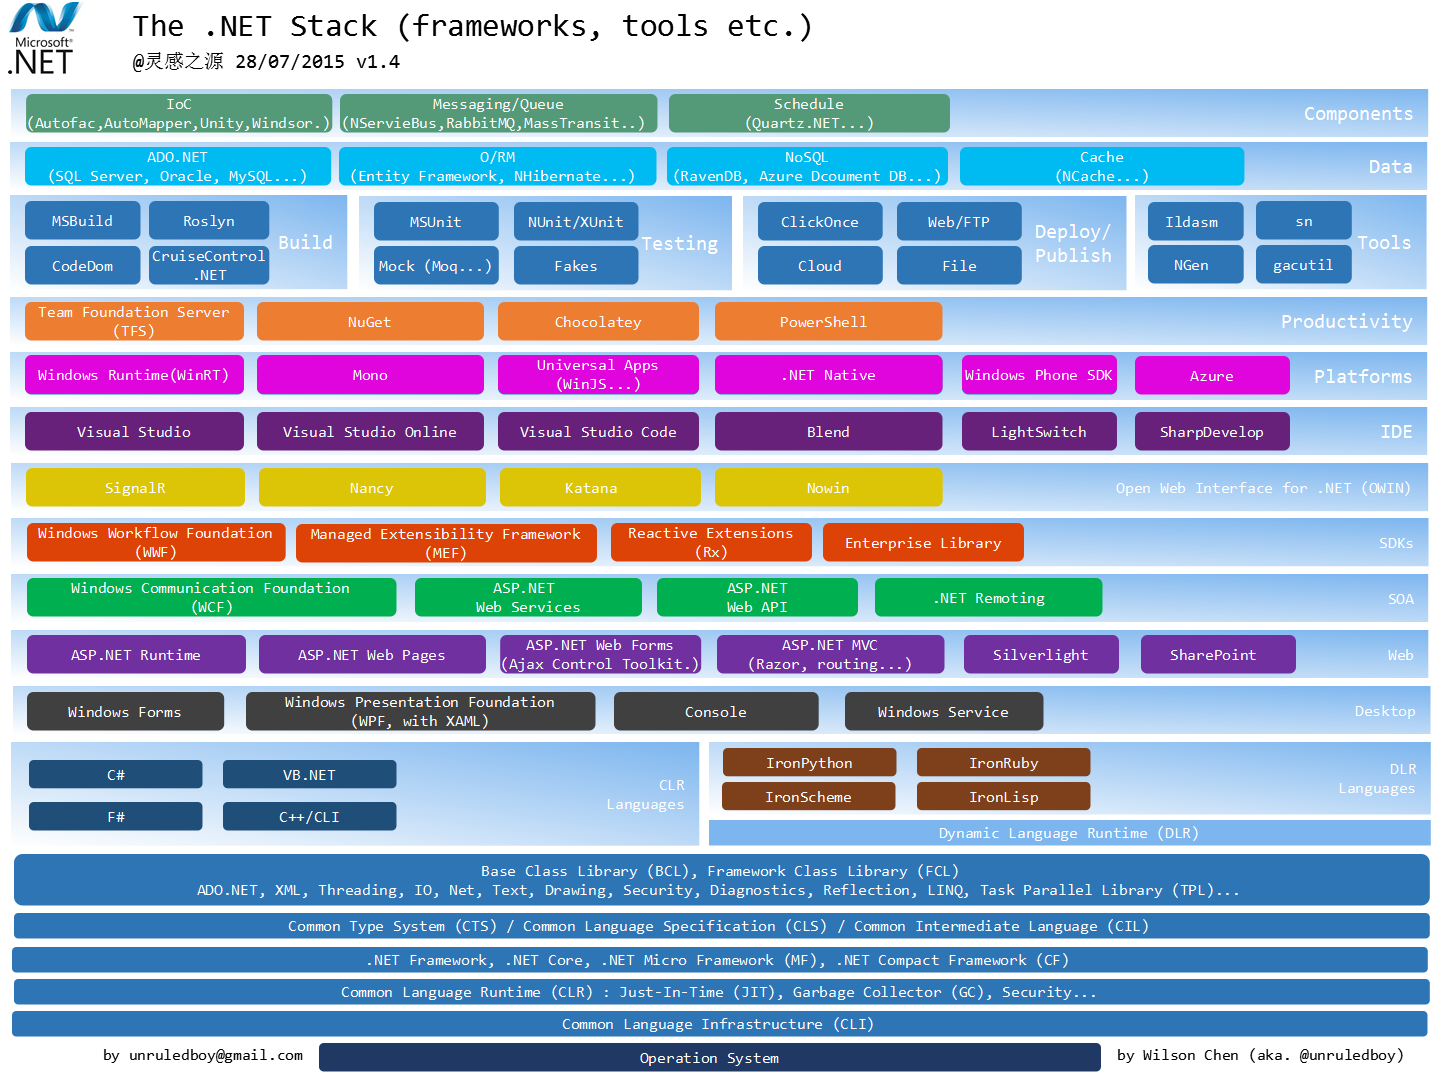 Microsoft®
.NET
The .NET Stack (frameworks, tools etc.)
@灵感之源 28/07/2015 v1.4
IoC
(Autofac,AutoMapper,Unity,Windsor.)
Messaging/Queue
(NServieBus,RabbitMQ,MassTransit..)
Schedule
(Quartz.NET...)
Components
ADO.NET
(SQL Server, Oracle, MySQL...)
O/RM
(Entity Framework, NHibernate...)
NoSQL
(RavenDB, Azure Dcoument DB...)
Cache
(NCache...)
Data
MSBuild
Roslyn
CodeDom
CruiseControl
.NET
Build
MSUnit
NUnit/XUnit
Mock (Moq...)
Fakes
Testing
ClickOnce
Web/FTP
Cloud
File
Deploy/
Publish
Ildasm
sn
NGen
gacutil
Tools
Team Foundation Server
(TFS)
NuGet
Chocolatey
PowerShell
Productivity
Windows Runtime(WinRT)
Mono
Universal Apps
(WinJS...)
.NET Native
Windows Phone SDK
Azure
Platforms
Visual Studio
Visual Studio Online
Visual Studio Code
Blend
LightSwitch
SharpDevelop
IDE
SignalR
Nancy
Katana
Nowin
Open Web Interface for .NET (OWIN)
Windows Workflow Foundation
(WWF)
Managed Extensibility Framework
(MEF)
Reactive Extensions
(Rx)
Enterprise Library
SDKs
Windows Communication Foundation
(WCF)
ASP.NET
Web Services
ASP.NET
Web API
.NET Remoting
SOA
ASP.NET Runtime
ASP.NET Web Pages
ASP.NET Web Forms
(Ajax Control Toolkit.)
ASP.NET MVC
(Razor, routing...)
Silverlight
SharePoint
Web
Windows Forms
Windows Presentation Foundation
(WPF, with XAML)
Console
Windows Service
Desktop
C#
VB.NET
F#
C++/CLI
CLR
Languages
IronPython
IronRuby
IronScheme
IronLisp
DLR
Languages
Dynamic Language Runtime (DLR)
Base Class Library (BCL), Framework Class Library (FCL)
ADO.NET, XML, Threading, IO, Net, Text, Drawing, Security, Diagnostics, Reflection, LINQ, Task Parallel Library (TPL)...
Common Type System (CTS) / Common Language Specification (CLS) / Common Intermediate Language (CIL)
.NET Framework, .NET Core, .NET Micro Framework (MF), .NET Compact Framework (CF)
Common Language Runtime (CLR) : Just-In-Time (JIT), Garbage Collector (GC), Security...
Common Language Infrastructure (CLI)
by unruledboy@gmail.com
Operation System
by Wilson Chen (aka. @unruledboy)